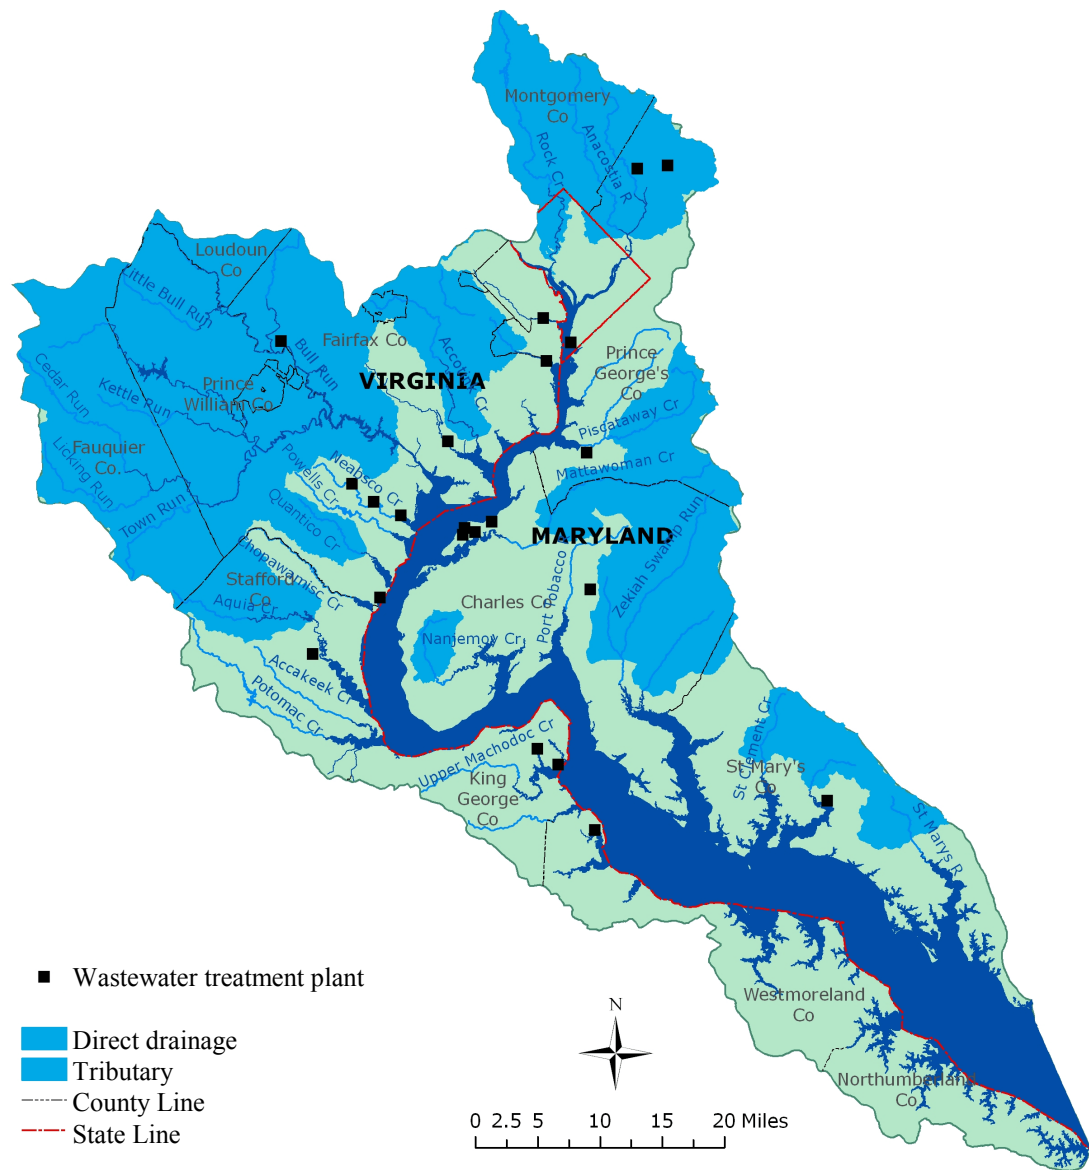 Montgomery
Co
Rock Cr
Anacostia R
Loudoun
Co
Little Bull Run
Fairfax Co
Bull Run
Accotink Cr
VIRGINIA
Prince
George's
Co
Cedar Run
Kettle Run
Prince
William Co
Piscataway Cr
Fauquier
Co.
Licking Run
Town Run
Neabsco Cr
Powells Cr
Quantico Cr
Mattawoman Cr
MARYLAND
Zekiah Swamp Run
Chopawamisc Cr
Stafford
Co
Aquia Cr
Charles Co
Port Tobacco
Nanjemoy Cr
Accakeek Cr
Potomac Cr
Upper Machodoc Cr
King
George
Co
St Clement Cr
St Mary's
Co
St Marys R
Westmoreland
Co
Northumberland
Co
Wastewater treatment plant
Direct drainage
Tributary
County Line
State Line
N
0 2.5 5 10 15 20 Miles